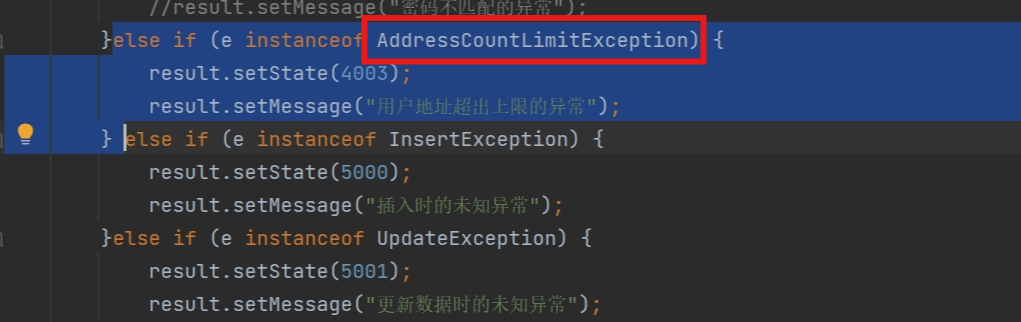 //result.setMessage("密码不匹配的异常");
}else if (e instanceof AddressCountLimitException) {
result.setState(4003);
result.setMessage("用户地址超出上限的异常");
} else if (e instanceof InsertException) {
result.setState(5000);
result.setMessage("插入时的未知异常");
}else if (e instanceof UpdateException) {
result.setState(5001);
result.setMessage("更新数据时的未知异常");